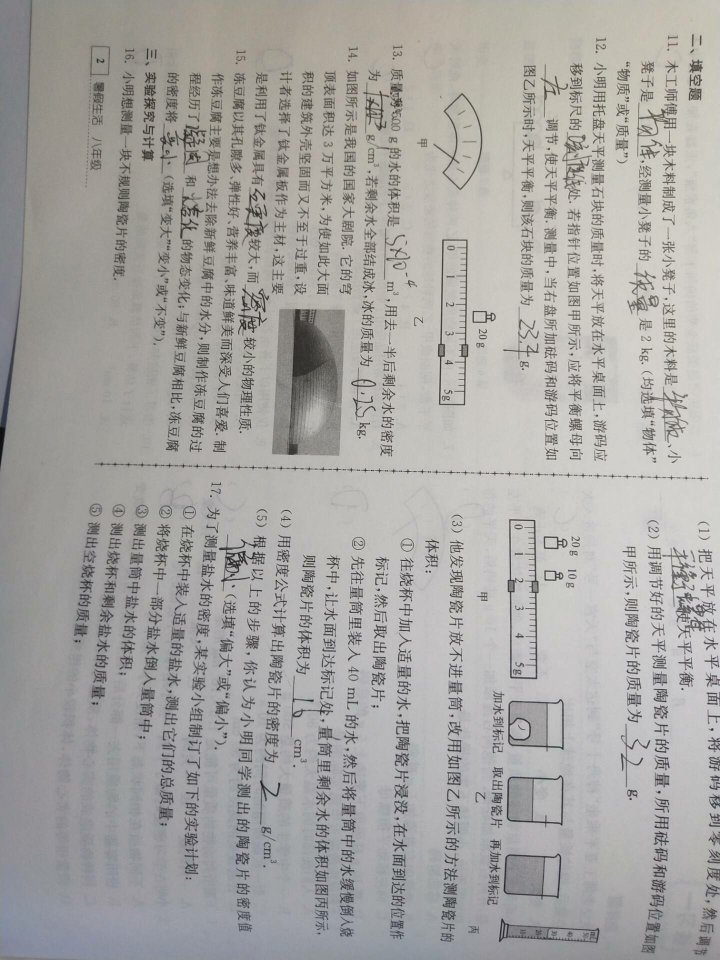 二、填空题
11. 木工师傅用一块木料制成了一张小凳子,这里的木料是 物质、小
凳子是 物体,经测量小凳子的 质量 是 2 kg.(均选填“物体”
“物质”或“质量”)
12. 小明用托盘天平测量石块的质量时,将天平放在水平桌面上,游码应
移到标尺的 处,若指针位置如图甲所示,应将平衡螺母向
左 调节,使天平平衡.测量中,当右盘所加砝码和游码位置如
图乙所示时,天平平衡,则该石块的质量为 23.4 g.
20 g
0 1 2 3 4 5g
甲
乙
13. 质量为500 g的水的体积是 5×10⁻⁴ m³,用去一半后剩余水的密度
为 g/cm³,若剩余水全部结成冰,冰的质量为 0.25 kg.
14. 如图所示是我国的国家大剧院.它的穹
顶表面积达3万平方米,为使如此大面
积的建筑外壳坚固而又不至于过重,设
计者选择了钛金属板作为主材,这主要
是利用了钛金属具有 硬度 较大,而 密度 较小的物理性质.
15. 冻豆腐以其孔隙多、弹性好、营养丰富、味道鲜美而深受人们喜爱.制
作冻豆腐主要是想办法去除新鲜豆腐中的水分,则制作冻豆腐的过
程经历了 凝固 和 熔化 的物态变化;与新鲜豆腐相比,冻豆腐
的密度将 变小 (选填“变大”“变小”或“不变”).
三、实验探究与计算
16. 小明想测量一块不规则陶瓷片的密度.
2 暑假生活 八年级
(1) 把天平放在水平桌面上,将游码移到零刻度处,然后调节
平衡螺母使天平平衡.
(2) 用调节好的天平测量陶瓷片的质量,所用砝码和游码位置如图
甲所示,则陶瓷片的质量为 32 g.
20 g 10 g
0 1 2 3 4 5g
甲
加水到标记 取出陶瓷片 再加水到标记
乙
丙
(3) 他发现陶瓷片放不进量筒,改用如图乙所示的方法测陶瓷片的
体积:
① 往烧杯中加入适量的水,把陶瓷片浸没,在水面到达的位置作
标记,然后取出陶瓷片;
② 先往量筒里装入40 mL的水,然后将量筒中的水缓慢倒入烧
杯中,让水面到达标记处,量筒里剩余水的体积如图丙所示,
则陶瓷片的体积为 16 cm³.
(4) 用密度公式计算出陶瓷片的密度为 2 g/cm³.
(5) 根据以上的步骤,你认为小明同学测出的陶瓷片的密度值
偏小 (选填“偏大”或“偏小”).
17. 为了测量盐水的密度,某实验小组制订了如下的实验计划:
① 在烧杯中装入适量的盐水,测出它们的总质量;
② 将烧杯中一部分盐水倒入量筒中;
③ 测出量筒中盐水的体积;
④ 测出烧杯和剩余盐水的质量;
⑤ 测出空烧杯的质量;